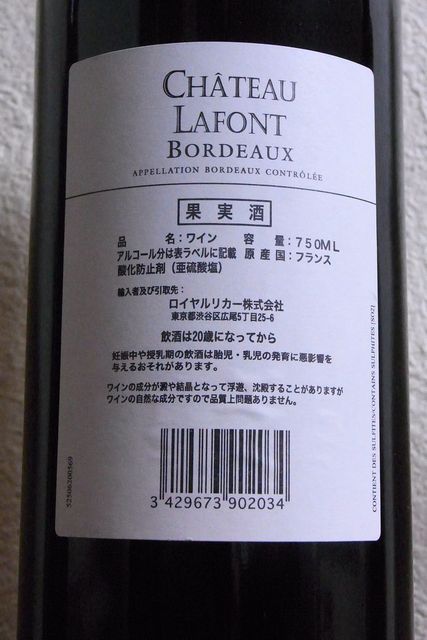 CHÂTEAU
LAFONT
BORDEAUX
APPELLATION BORDEAUX CONTRÔLÉE
果実酒
品　　名：ワイン　容　　量：750ML
アルコール分は表ラベルに記載　原産国：フランス
酸化防止剤（亜硫酸塩）
輸入者及び引取先：
ロイヤルリカー株式会社
東京都渋谷区広尾5丁目25-6
飲酒は20歳になってから
妊娠中や授乳期の飲酒は胎児・乳児の発育に悪影響を
与えるおそれがあります。
ワインの成分が澱や結晶となって浮遊、沈殿することがありますが
ワインの自然な成分ですので品質上問題ありません。
3 429673 902034
CONTIENT DES SULFITES/CONTAINS SULPHITES [SO2]